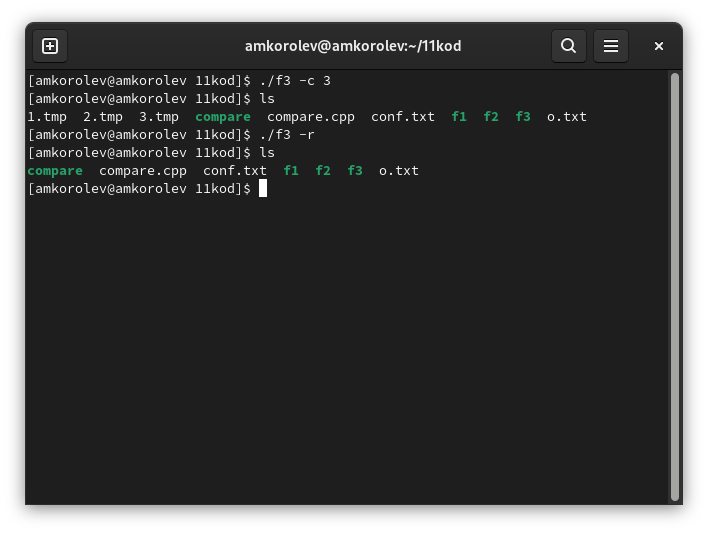 amkorolev@amkorolev:~/11kod
[amkorolev@amkorolev 11kod]$ ./f3 -c 3
[amkorolev@amkorolev 11kod]$ ls
1.tmp  2.tmp  3.tmp  compare  compare.cpp  conf.txt  f1  f2  f3  o.txt
[amkorolev@amkorolev 11kod]$ ./f3 -r
[amkorolev@amkorolev 11kod]$ ls
compare  compare.cpp  conf.txt  f1  f2  f3  o.txt
[amkorolev@amkorolev 11kod]$